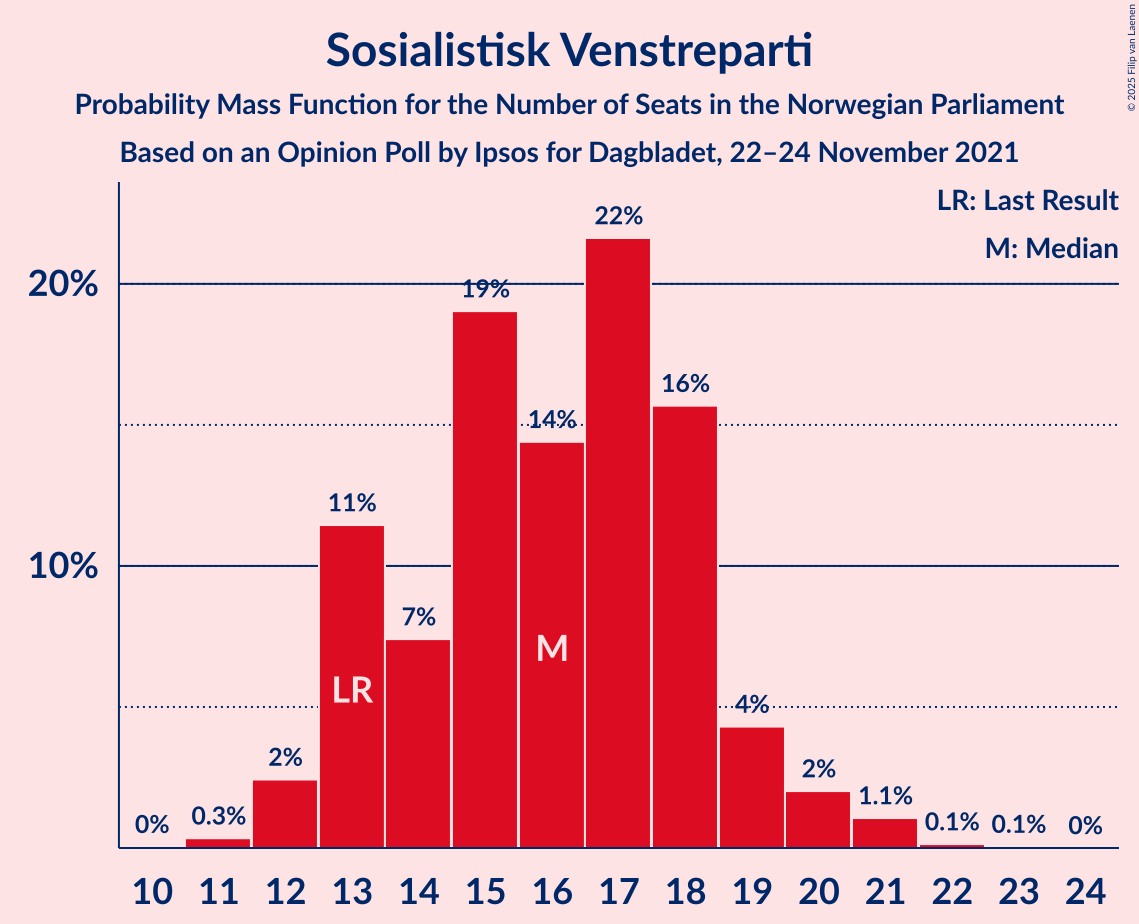 Sosialistisk Venstreparti
Probability Mass Function for the Number of Seats in the Norwegian Parliament
Based on an Opinion Poll by Ipsos for Dagbladet, 22–24 November 2021
© 2025 Filip van Laenen
LR: Last Result
M: Median
20%
10%
0%
0.3%
2%
11%
7%
19%
14%
22%
16%
4%
2%
1.1%
0.1%
0.1%
0%
LR
M
10 11 12 13 14 15 16 17 18 19 20 21 22 23 24